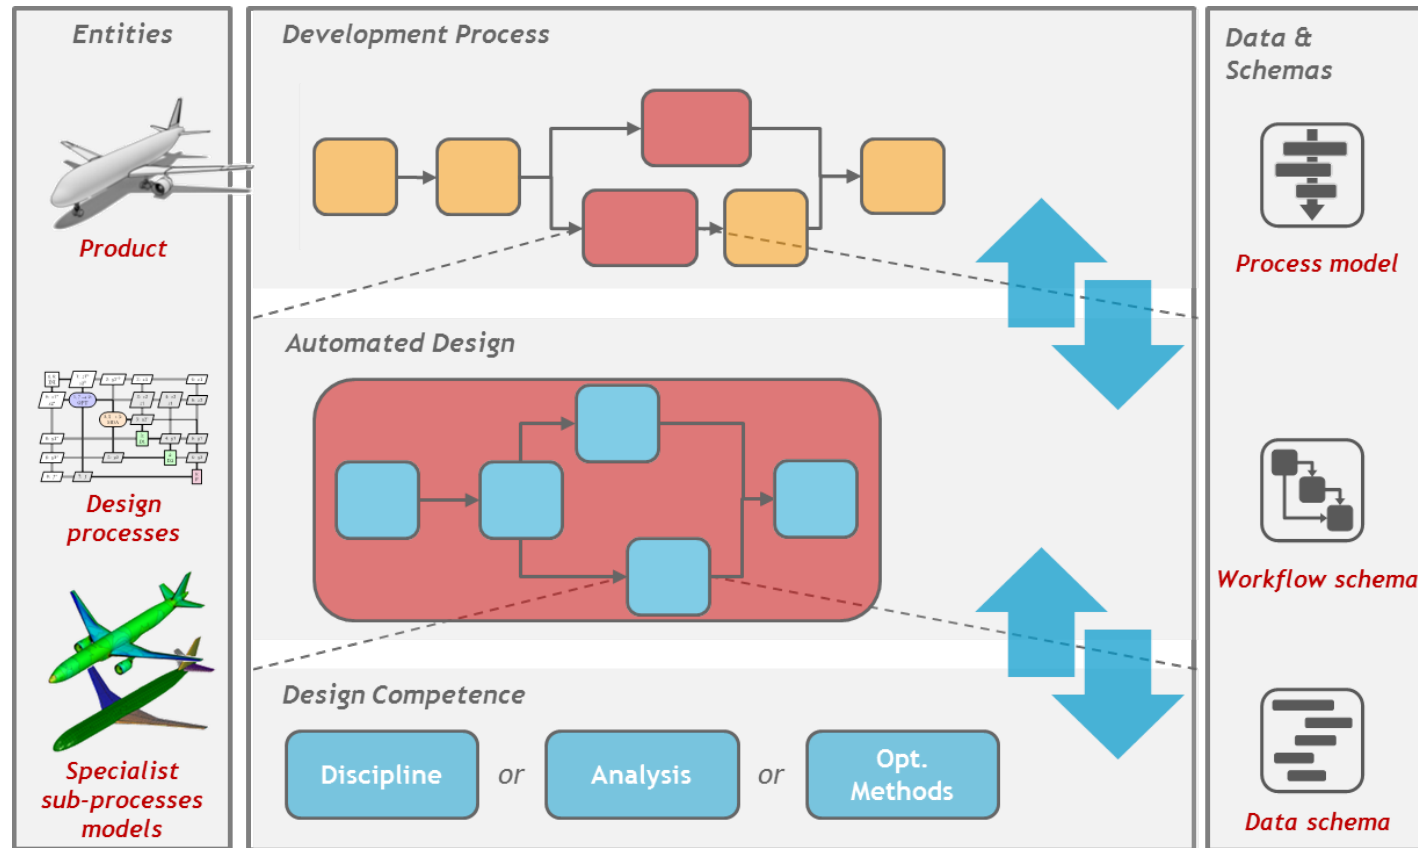 Entities
Product
Design
processes
Specialist
sub-processes
models
Development Process
Automated Design
Design Competence
Discipline
or
Analysis
or
Opt.
Methods
Data &
Schemas
Process model
Workflow schema
Data schema